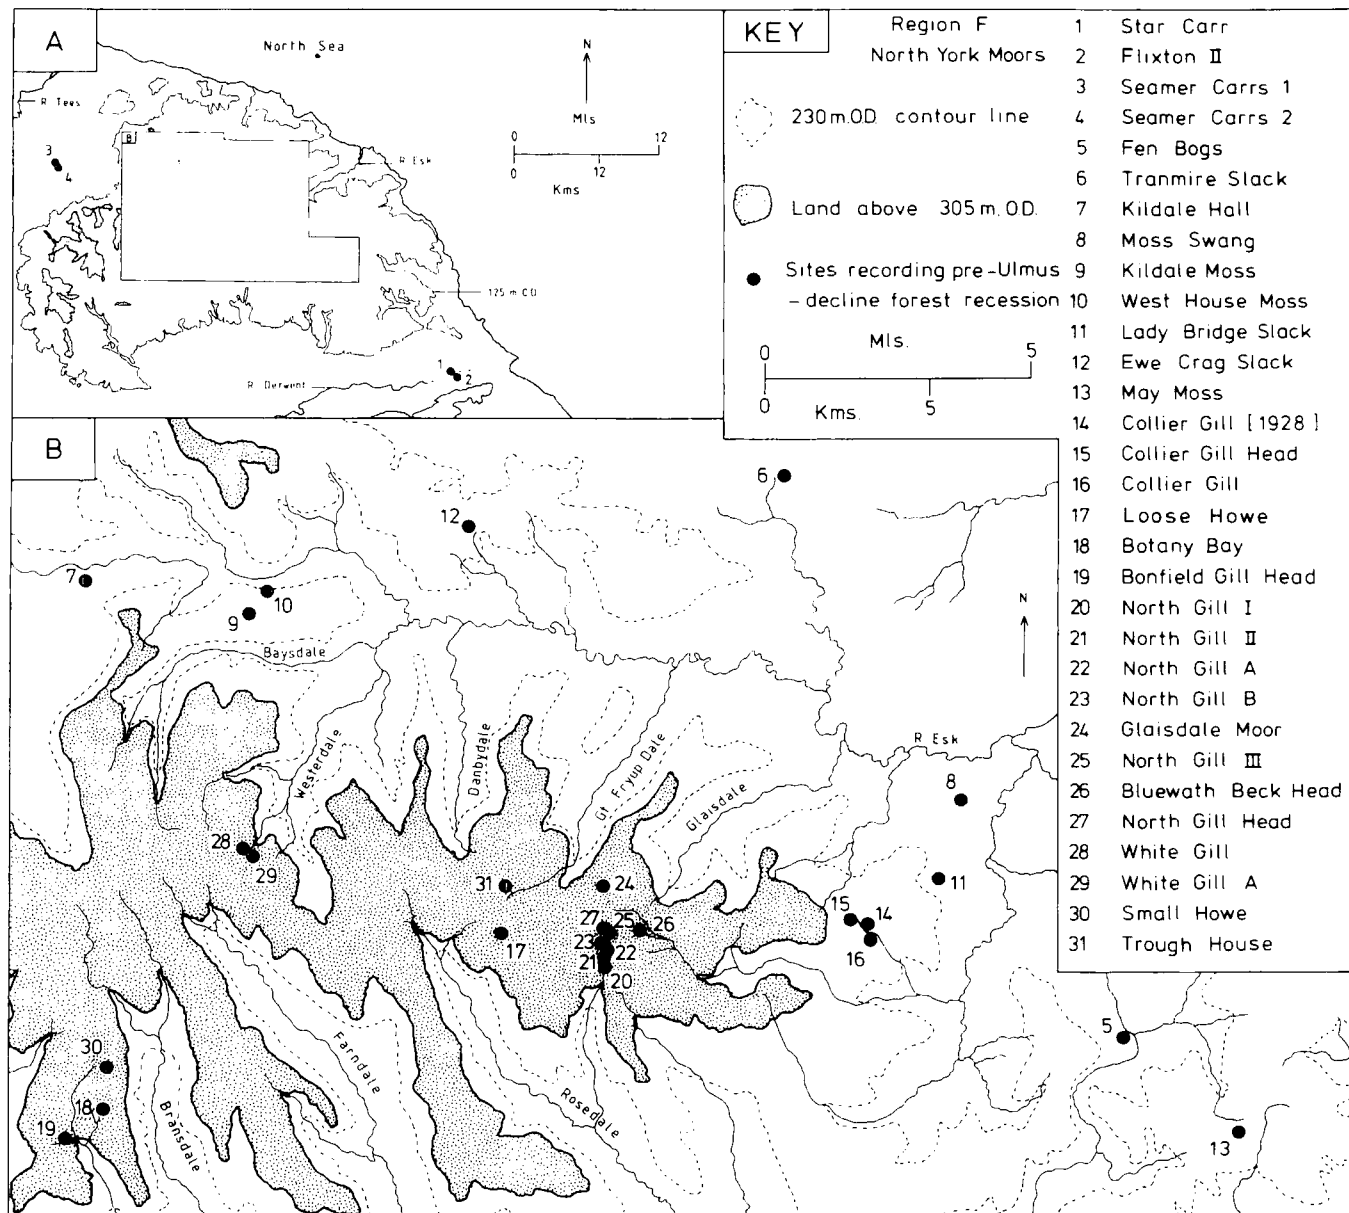 A
North Sea
N
R. Tees
Mls
0 12
0 12
Kms
B
3
4
R Esk
125 m O.D
1
2
R. Derwent
KEY
Region F
North York Moors
230 m.OD. contour line
Land above 305 m. OD.
Sites recording pre-Ulmus
- decline forest recession
Mls.
0 5
0 5
Kms.
1 Star Carr
2 Flixton II
3 Seamer Carrs 1
4 Seamer Carrs 2
5 Fen Bogs
6 Tranmire Slack
7 Kildale Hall
8 Moss Swang
9 Kildale Moss
10 West House Moss
11 Lady Bridge Slack
12 Ewe Crag Slack
13 May Moss
14 Collier Gill [1928]
15 Collier Gill Head
16 Collier Gill
17 Loose Howe
18 Botany Bay
19 Bonfield Gill Head
20 North Gill I
21 North Gill II
22 North Gill A
23 North Gill B
24 Glaisdale Moor
25 North Gill III
26 Bluewath Beck Head
27 North Gill Head
28 White Gill
29 White Gill A
30 Small Howe
31 Trough House
B
6
12
7
10
9
Baysdale
N
Westerdale
Danbydale
Gt. Fryup Dale
Glaisdale
R Esk
8
28
29
31
24
11
15
14
27
25
26
17
23
22
16
21
20
5
30
Farndale
Rosedale
18
Bransdale
19
13